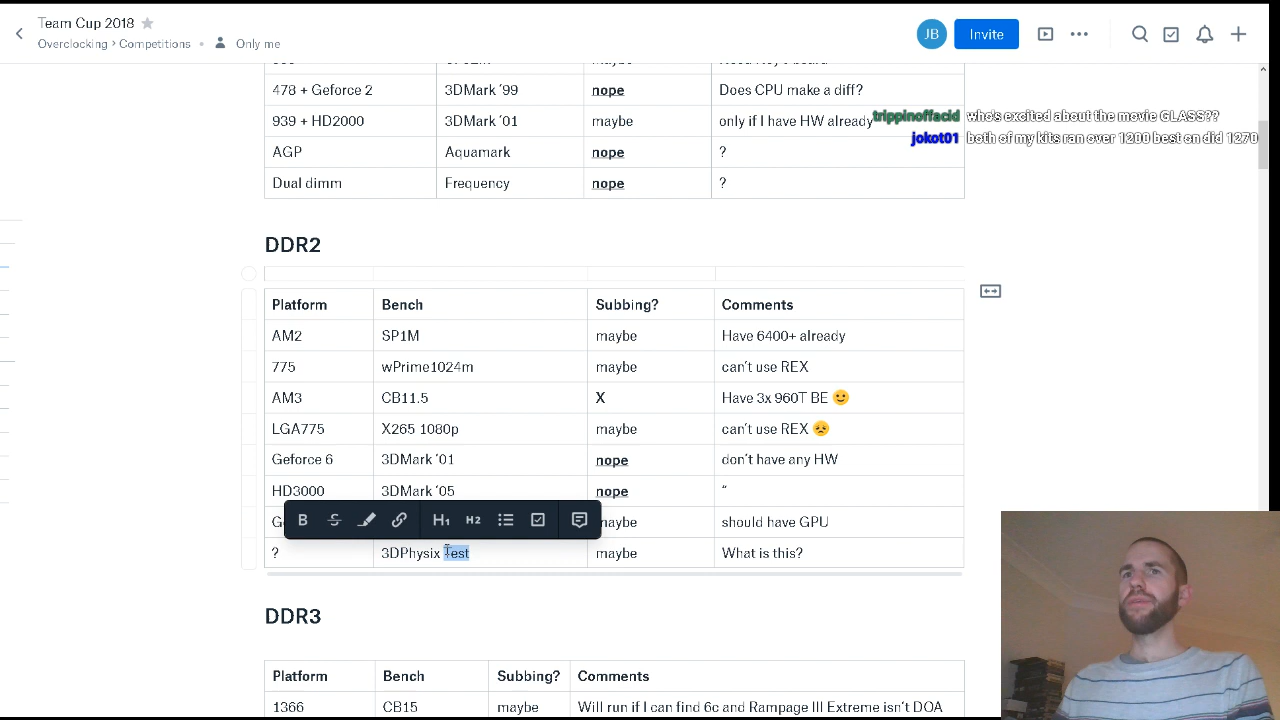 Team Cup 2018
Overclocking > Competitions • Only me
JB Invite
478 + Geforce 2 3DMark ´99 nope Does CPU make a diff?
939 + HD2000 3DMark ´01 maybe only if I have HW already
trippinoffacid who's excited about the movie GLASS??
jokot01 both of my kits ran over 1200 best on did 1270
AGP Aquamark nope ?
Dual dimm Frequency nope ?
DDR2
Platform Bench Subbing? Comments
AM2 SP1M maybe Have 6400+ already
775 wPrime1024m maybe can't use REX
AM3 CB11.5 X Have 3x 960T BE 🙂
LGA775 X265 1080p maybe can't use REX 😞
Geforce 6 3DMark ´01 nope don't have any HW
HD3000 3DMark ´05 nope “
B S H1 H2
maybe should have GPU
? 3DPhysix Test maybe What is this?
DDR3
Platform Bench Subbing? Comments
1366 CB15 maybe Will run if I can find 6c and Rampage III Extreme isn't DOA